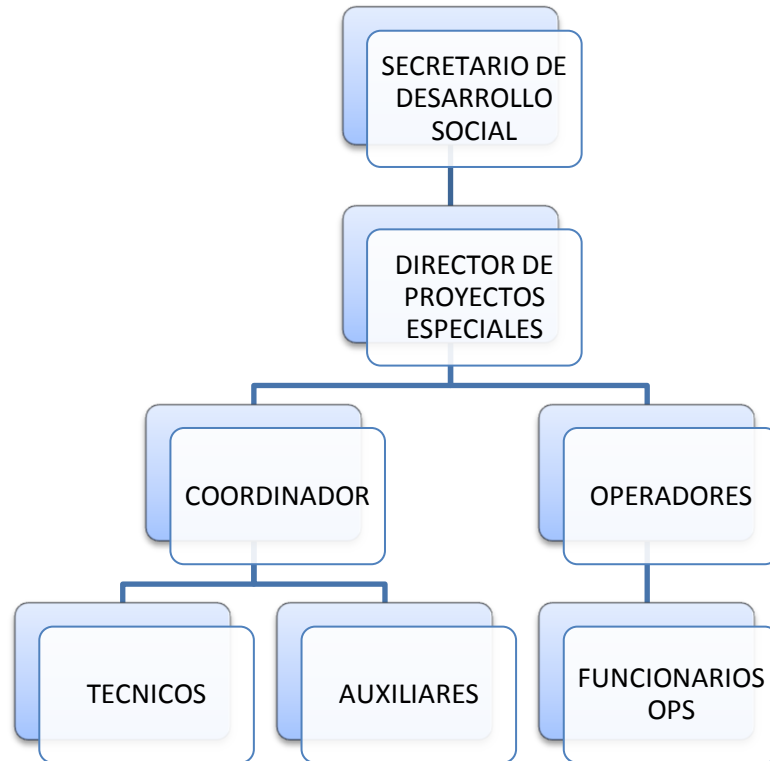 SECRETARIO DE
DESARROLLO
SOCIAL
DIRECTOR DE
PROYECTOS
ESPECIALES
COORDINADOR
OPERADORES
TECNICOS
AUXILIARES
FUNCIONARIOS
OPS